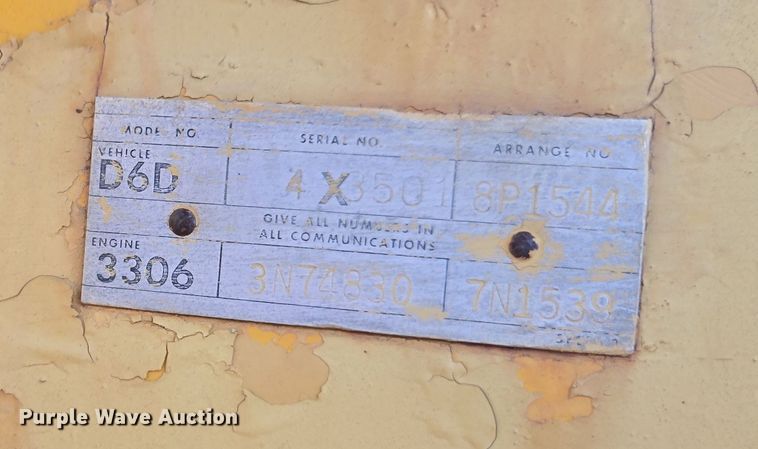 MODE NO. SERIAL NO. ARRANGE NO
VEHICLE
D6D 4X3501 8P1544
GIVE ALL NUMBERS IN
ALL COMMUNICATIONS
ENGINE
3306 3N74830 7N1539
Purple Wave Auction